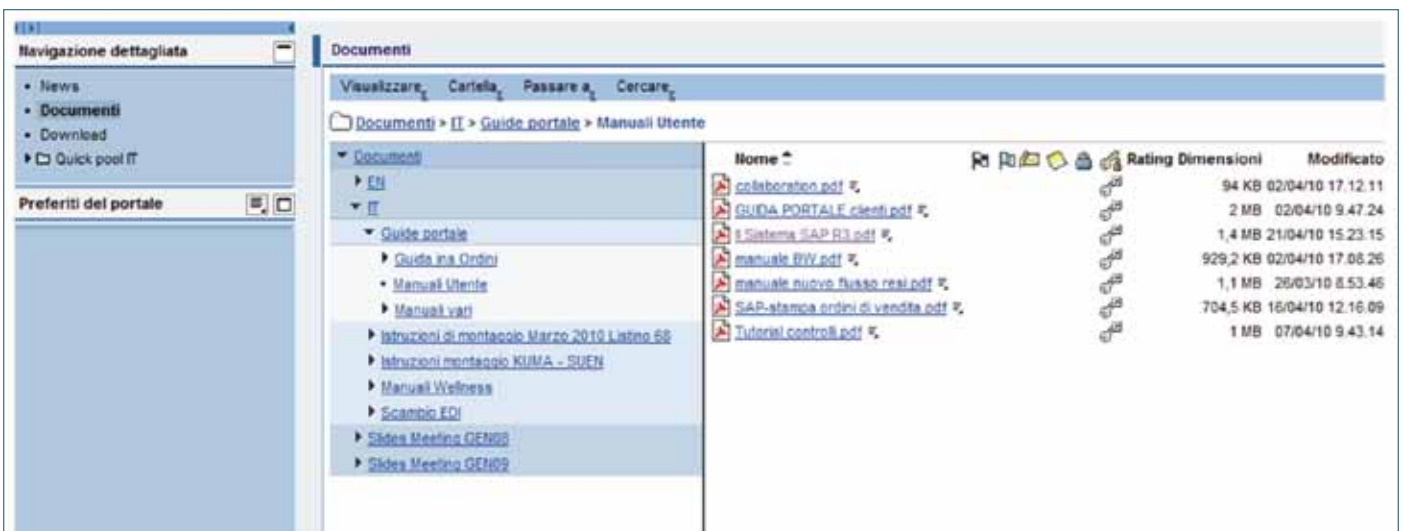 Navigazione dettagliata
News
Documenti
Download
Quick pool IT
Preferiti del portale
Documenti
Visualizzare Cartella Passare a Cercare
Documenti > IT > Guide portale > Manuali Utente
Documenti
EN
IT
Guide portale
Guida ina Ordini
Manuali Utente
Manuali vari
Istruzioni di montaggio Marzo 2010 Listino 68
Istruzioni montaggio KUMA - SUEN
Manuali Wellness
Scambio EDI
Slides Meeting GEN08
Slides Meeting GEN09
Nome Rating Dimensioni Modificato
collaboration.pdf 94 KB 02/04/10 17.12.11
GUIDA PORTALE clienti.pdf 2 MB 02/04/10 9.47.24
Il Sistema SAP R3.pdf 1,4 MB 21/04/10 15.23.15
manuale BW.pdf 929,2 KB 02/04/10 17.08.26
manuale nuovo flusso resi.pdf 1,1 MB 26/03/10 8.53.46
SAP-stampa ordini di vendita.pdf 704,5 KB 16/04/10 12.16.09
Tutorial controlli.pdf 1 MB 07/04/10 9.43.14